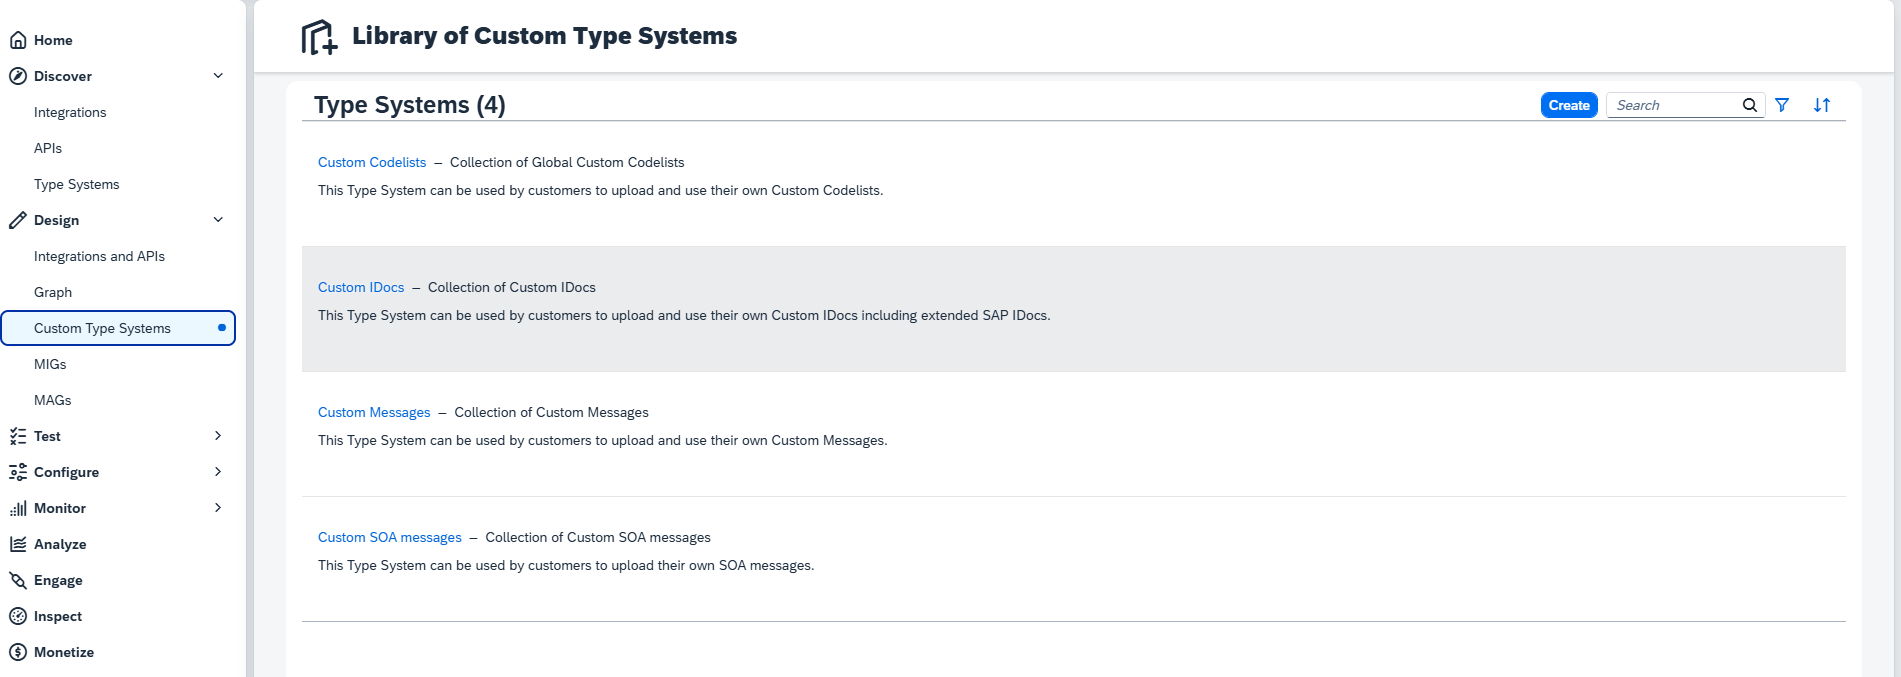 Home
Discover
Integrations
APIs
Type Systems
Design
Integrations and APIs
Graph
Custom Type Systems
MIGs
MAGs
Test
Configure
Monitor
Analyze
Engage
Inspect
Monetize
Library of Custom Type Systems
Type Systems (4)
Create
Search
Custom Codelists – Collection of Global Custom Codelists
This Type System can be used by customers to upload and use their own Custom Codelists.
Custom IDocs – Collection of Custom IDocs
This Type System can be used by customers to upload and use their own Custom IDocs including extended SAP IDocs.
Custom Messages – Collection of Custom Messages
This Type System can be used by customers to upload and use their own Custom Messages.
Custom SOA messages – Collection of Custom SOA messages
This Type System can be used by customers to upload their own SOA messages.